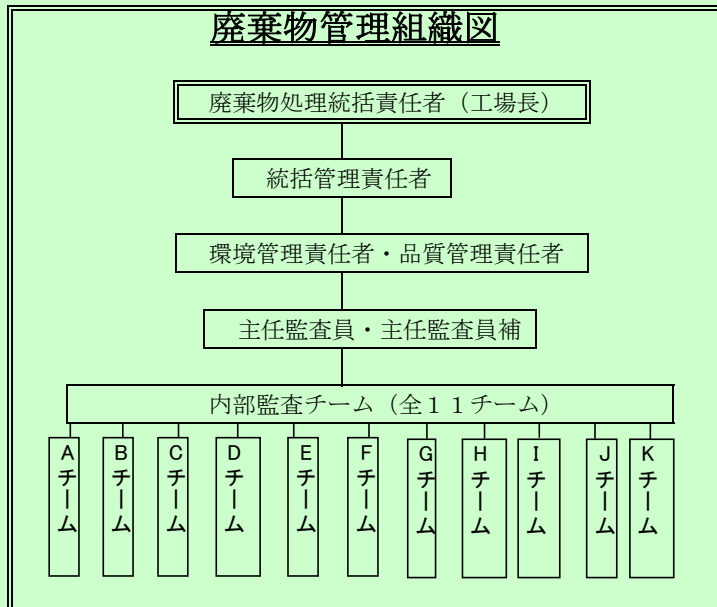 廃棄物管理組織図
廃棄物処理統括責任者（工場長）
統括管理責任者
環境管理責任者・品質管理責任者
主任監査員・主任監査員補
内部監査チーム（全１１チーム）
Aチーム
Bチーム
Cチーム
Dチーム
Eチーム
Fチーム
Gチーム
Hチーム
Iチーム
Jチーム
Kチーム